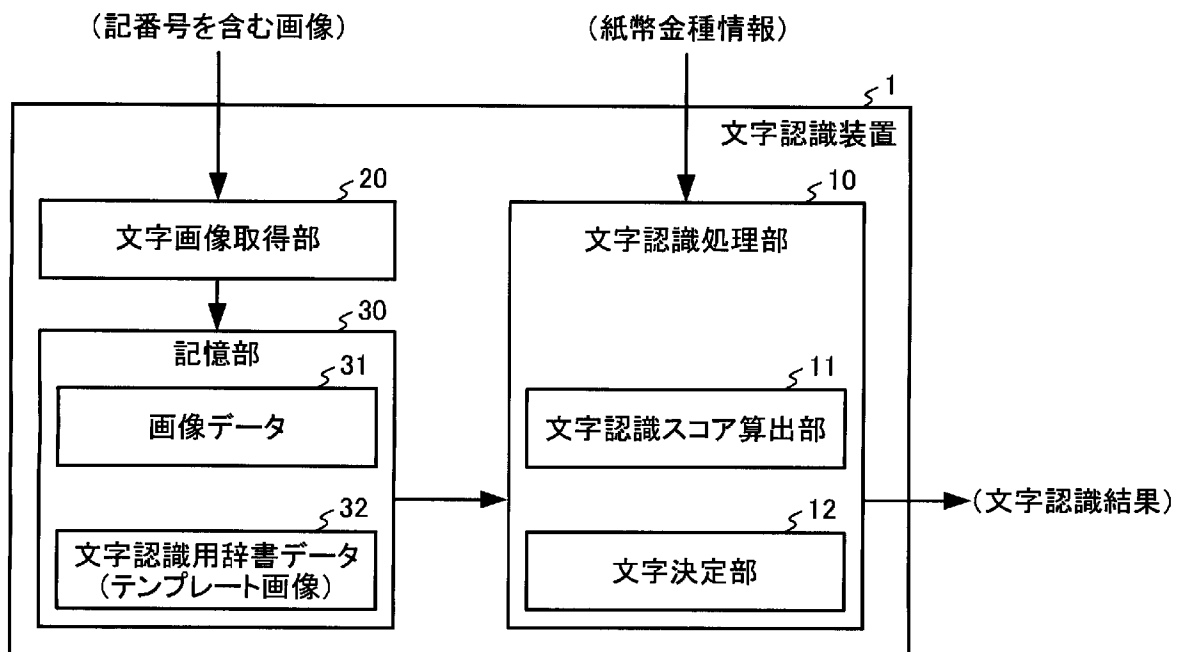 (記番号を含む画像)
(紙幣金種情報)
1
文字認識装置
20
文字画像取得部
10
文字認識処理部
30
記憶部
31
画像データ
11
文字認識スコア算出部
32
文字認識用辞書データ
(テンプレート画像)
12
文字決定部
(文字認識結果)